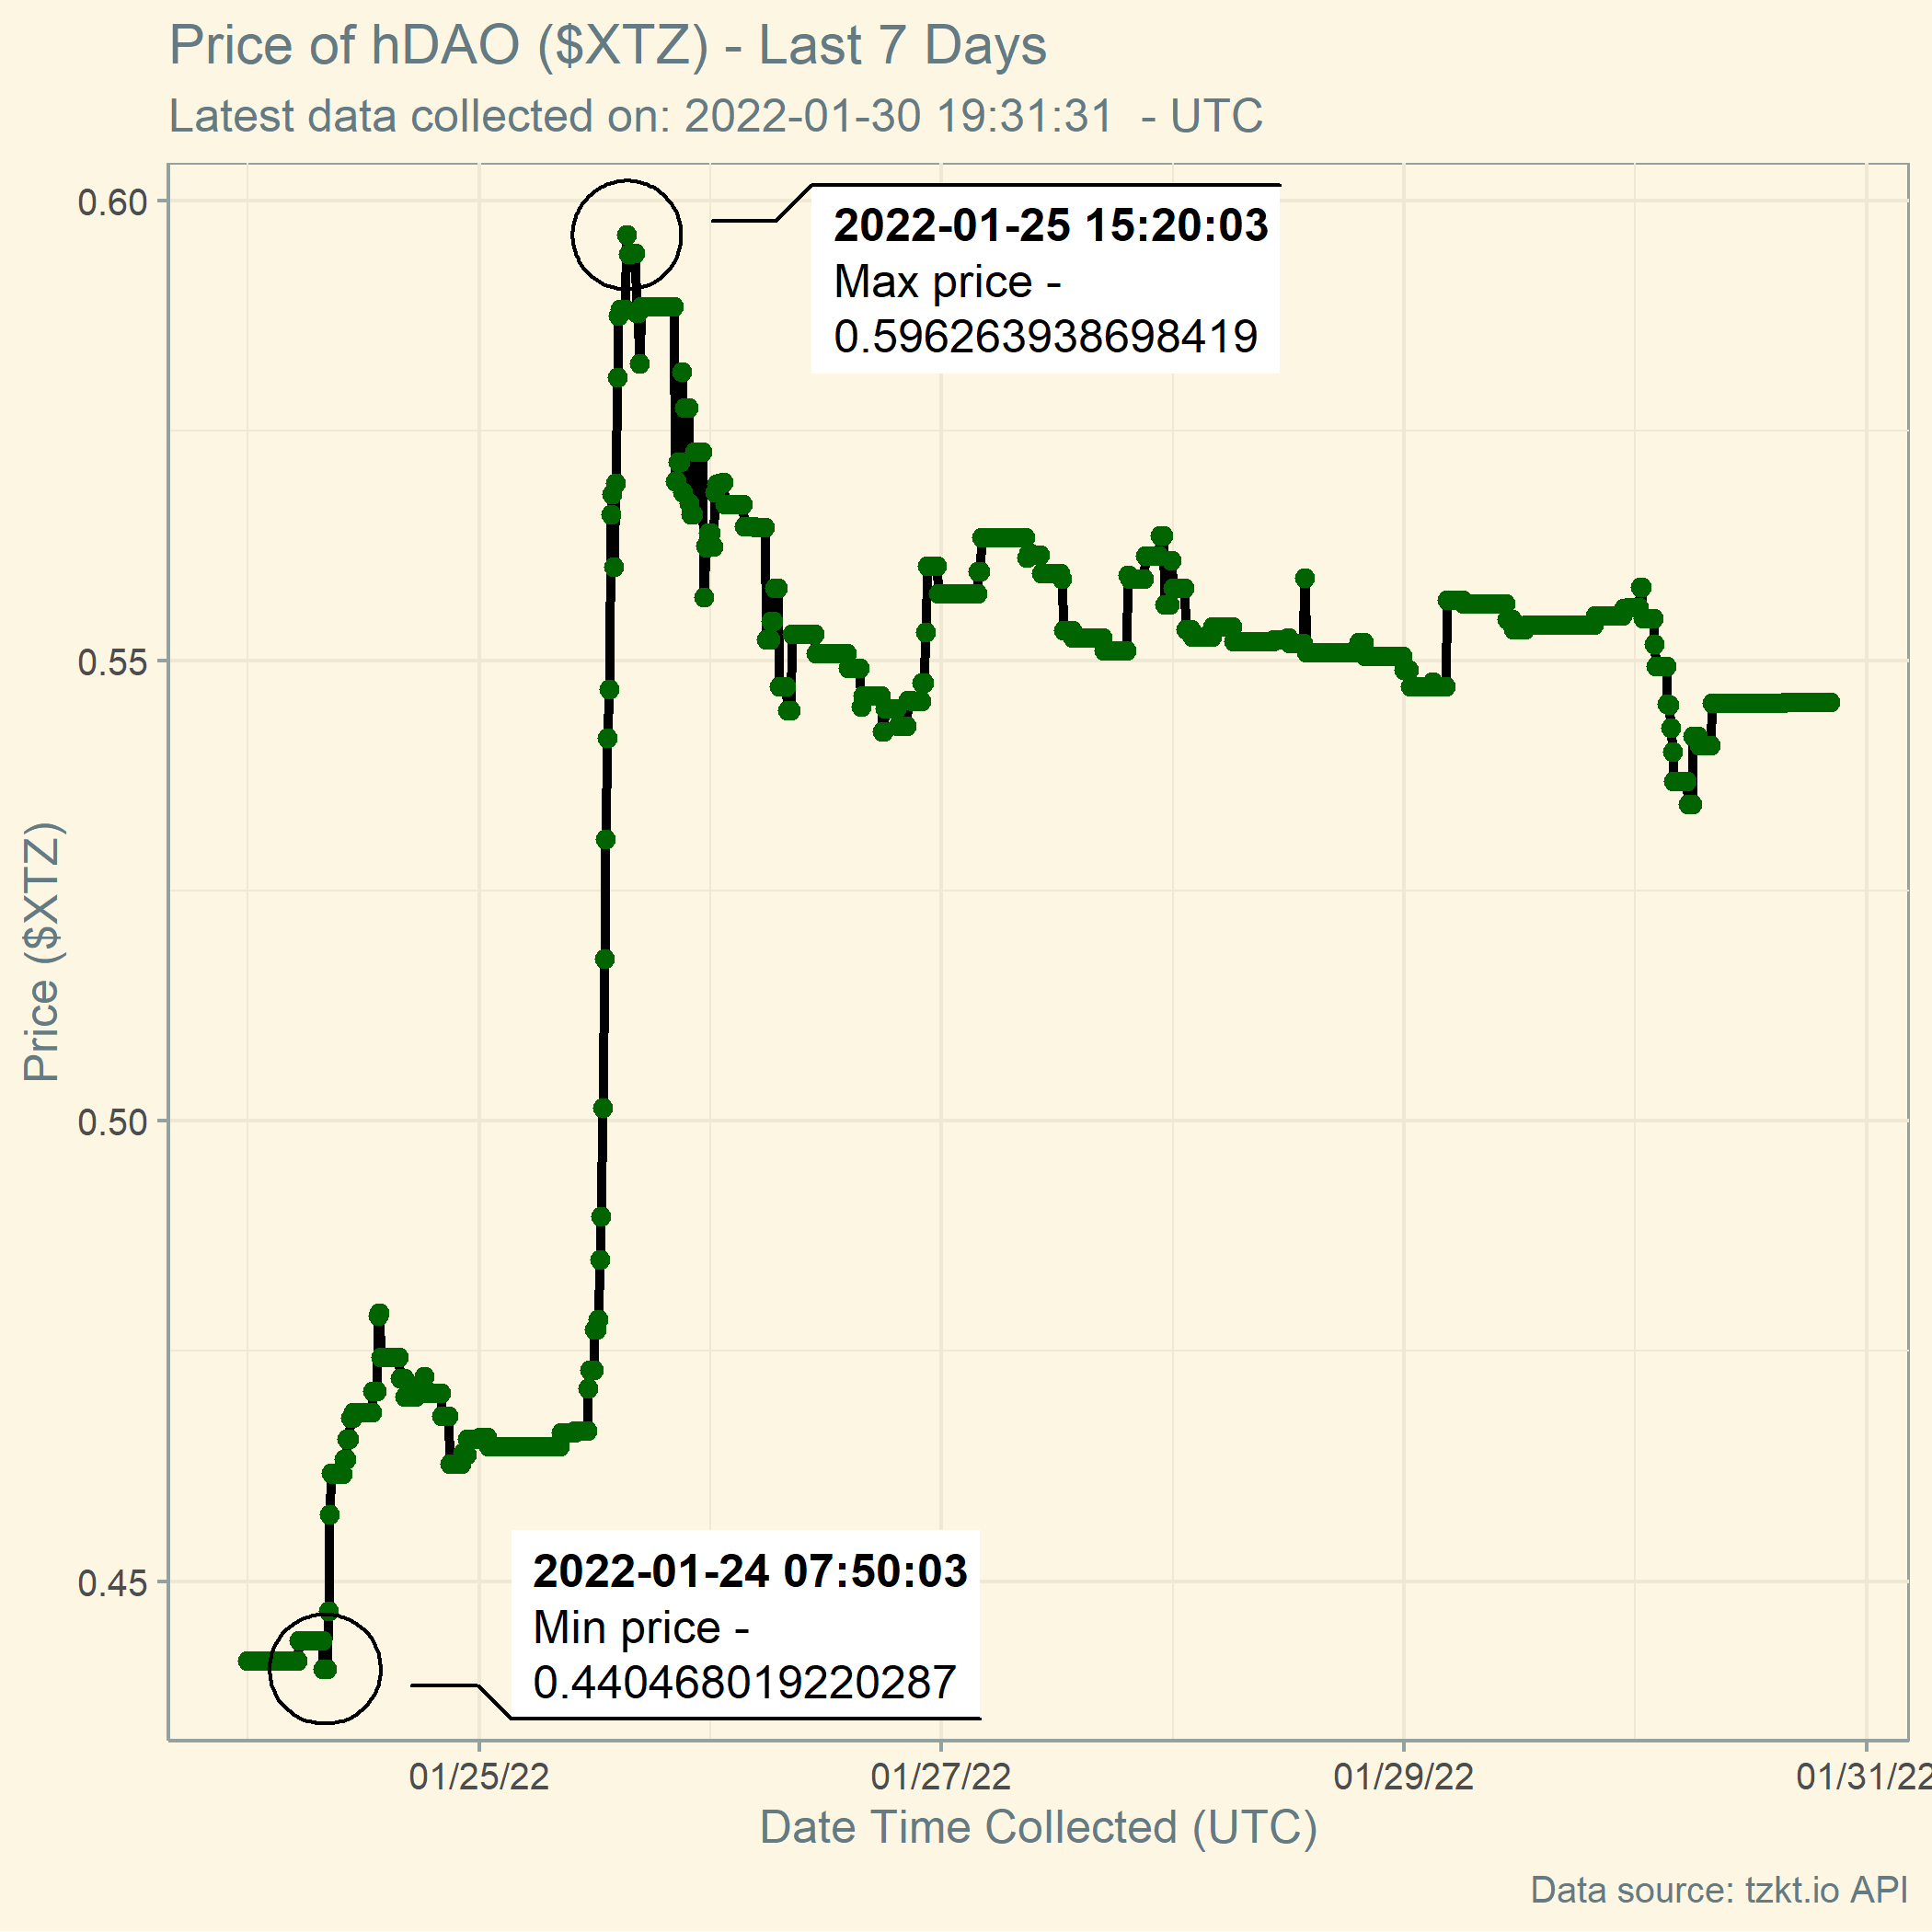 Price of hDAO ($XTZ) - Last 7 Days
Latest data collected on: 2022-01-30 19:31:31  - UTC
0.60
0.55
0.50
0.45
Price ($XTZ)
2022-01-25 15:20:03
Max price -
0.596263938698419
2022-01-24 07:50:03
Min price -
0.440468019220287
01/25/22
01/27/22
01/29/22
01/31/22
Date Time Collected (UTC)
Data source: tzkt.io API